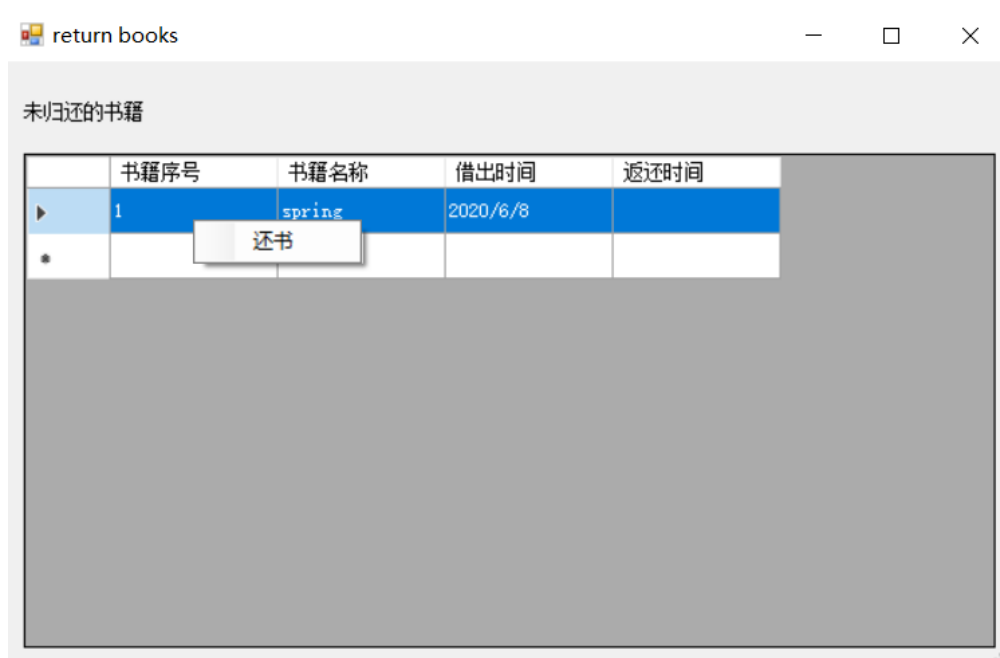 return books
未归还的书籍
书籍序号 书籍名称 借出时间 返还时间
1 spring 2020/6/8
还书